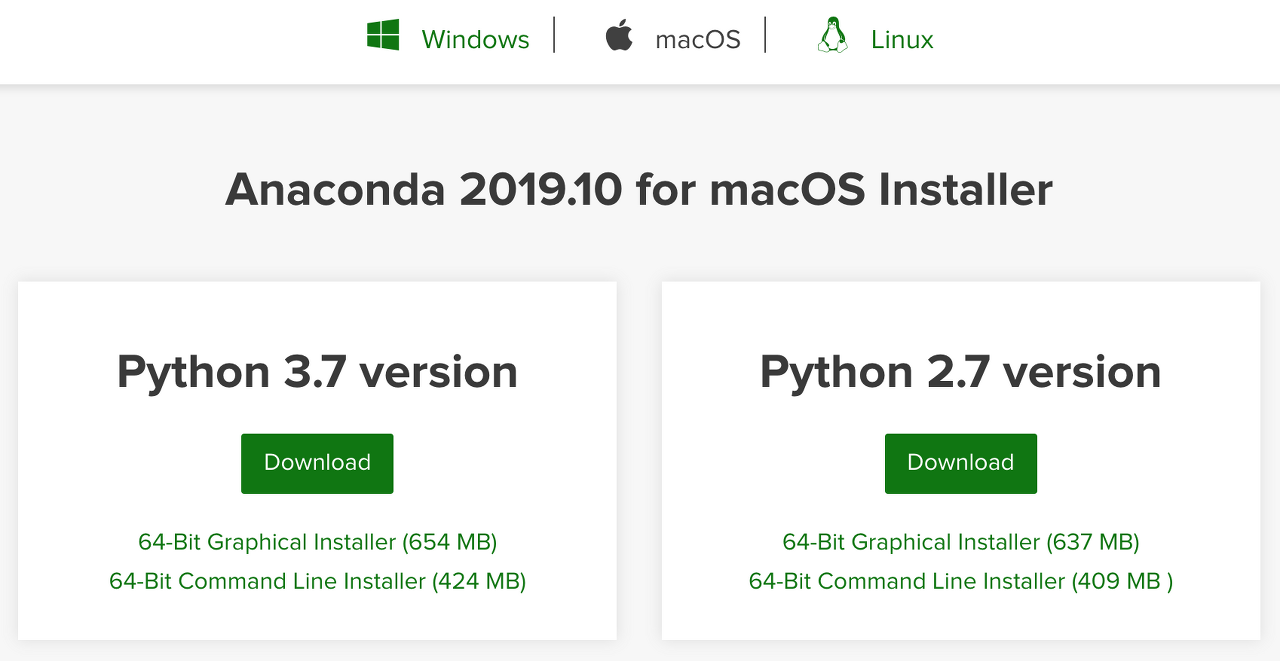 Windows macOS Linux
Anaconda 2019.10 for macOS Installer
Python 3.7 version
Download
64-Bit Graphical Installer (654 MB)
64-Bit Command Line Installer (424 MB)
Python 2.7 version
Download
64-Bit Graphical Installer (637 MB)
64-Bit Command Line Installer (409 MB )